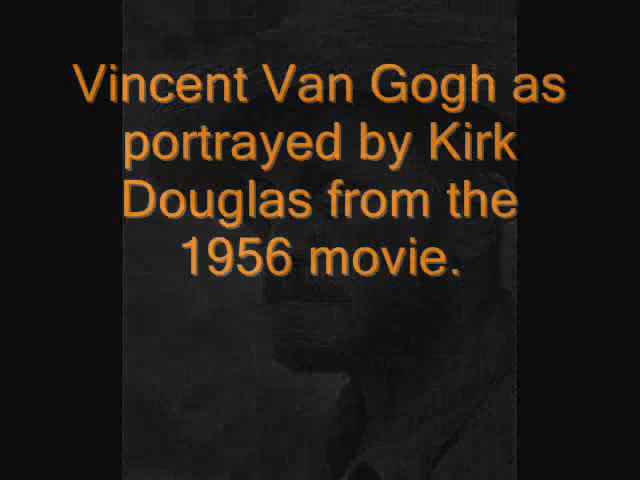 Vincent Van Gogh as
portrayed by Kirk
Douglas from the
1956 movie.